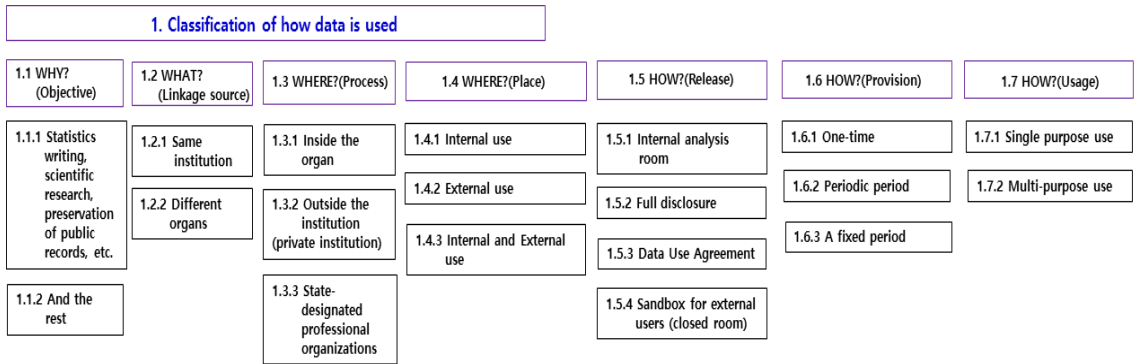 1. Classification of how data is used
1.1 WHY?
(Objective)
1.2 WHAT?
(Linkage source)
1.3 WHERE?(Process)
1.4 WHERE?(Place)
1.5 HOW?(Release)
1.6 HOW?(Provision)
1.7 HOW?(Usage)
1.1.1 Statistics
writing,
scientific
research,
preservation
of public
records, etc.
1.1.2 And the
rest
1.2.1 Same
institution
1.2.2 Different
organs
1.3.1 Inside the
organ
1.3.2 Outside the
institution
(private institution)
1.3.3 State-
designated
professional
organizations
1.4.1 Internal use
1.4.2 External use
1.4.3 Internal and External
use
1.5.1 Internal analysis
room
1.5.2 Full disclosure
1.5.3 Data Use Agreement
1.5.4 Sandbox for external
users (closed room)
1.6.1 One-time
1.6.2 Periodic period
1.6.3 A fixed period
1.7.1 Single purpose use
1.7.2 Multi-purpose use